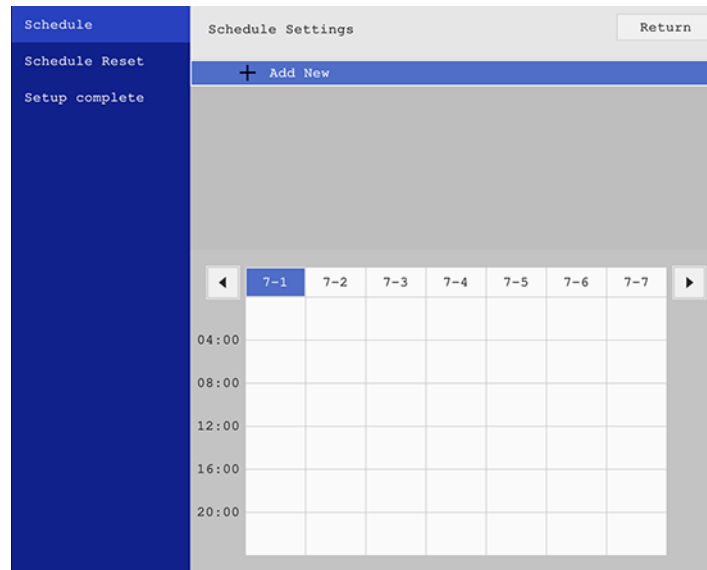 Schedule
Schedule Reset
Setup complete
Schedule Settings
Return
Add New
7-1 7-2 7-3 7-4 7-5 7-6 7-7
04:00
08:00
12:00
16:00
20:00